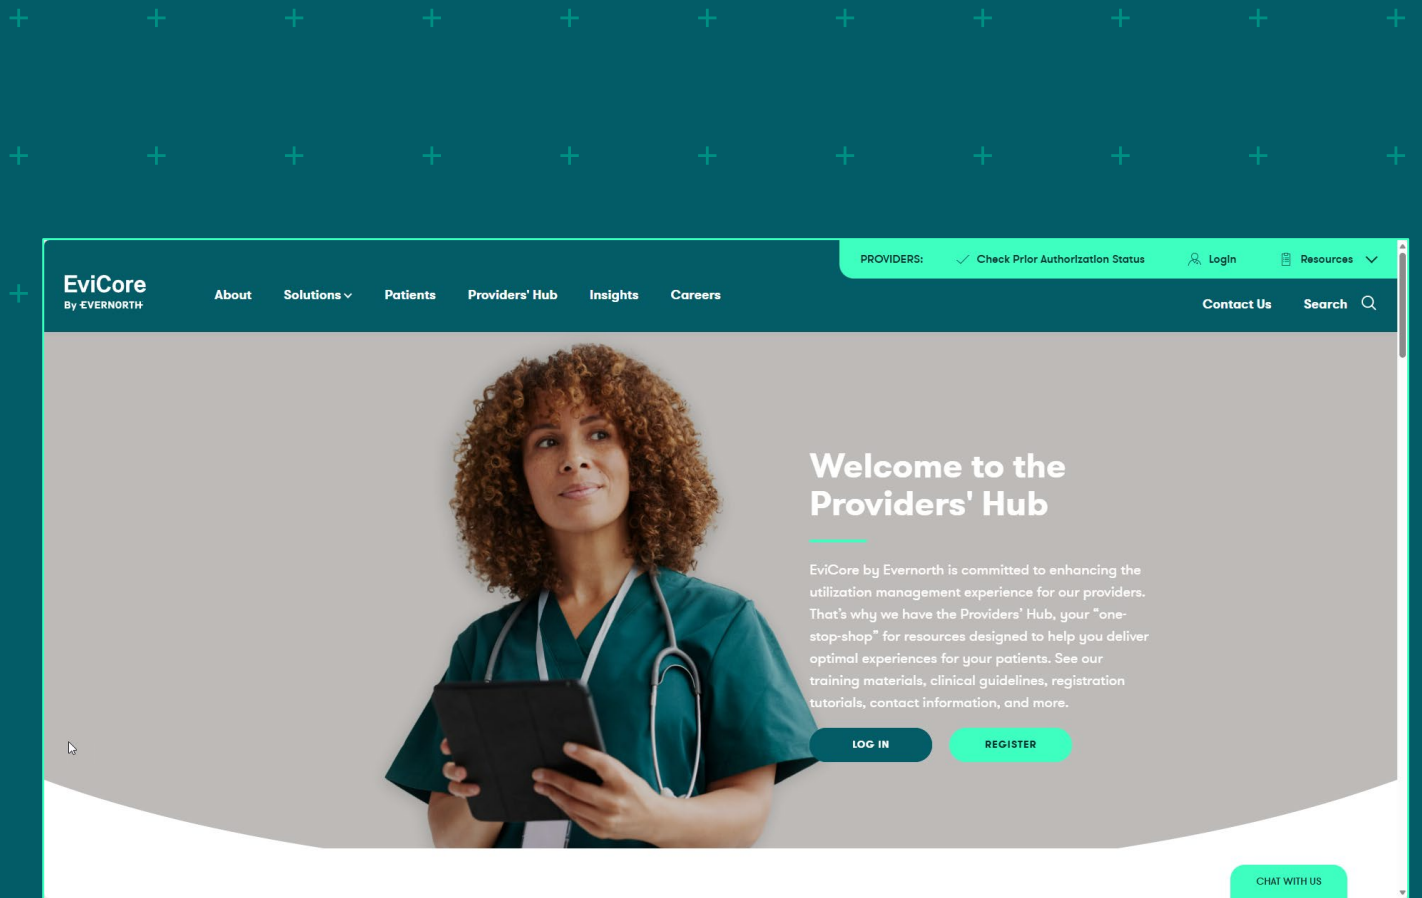 PROVIDERS: Check Prior Authorization Status Login Resources
EviCore
By EVERNORTH
About Solutions Patients Providers' Hub Insights Careers
Contact Us Search
Welcome to the
Providers' Hub
EviCore by Evernorth is committed to enhancing the
utilization management experience for our providers.
That’s why we have the Providers’ Hub, your “one-
stop-shop” for resources designed to help you deliver
optimal experiences for your patients. See our
training materials, clinical guidelines, registration
tutorials, contact information, and more.
LOG IN REGISTER
CHAT WITH US